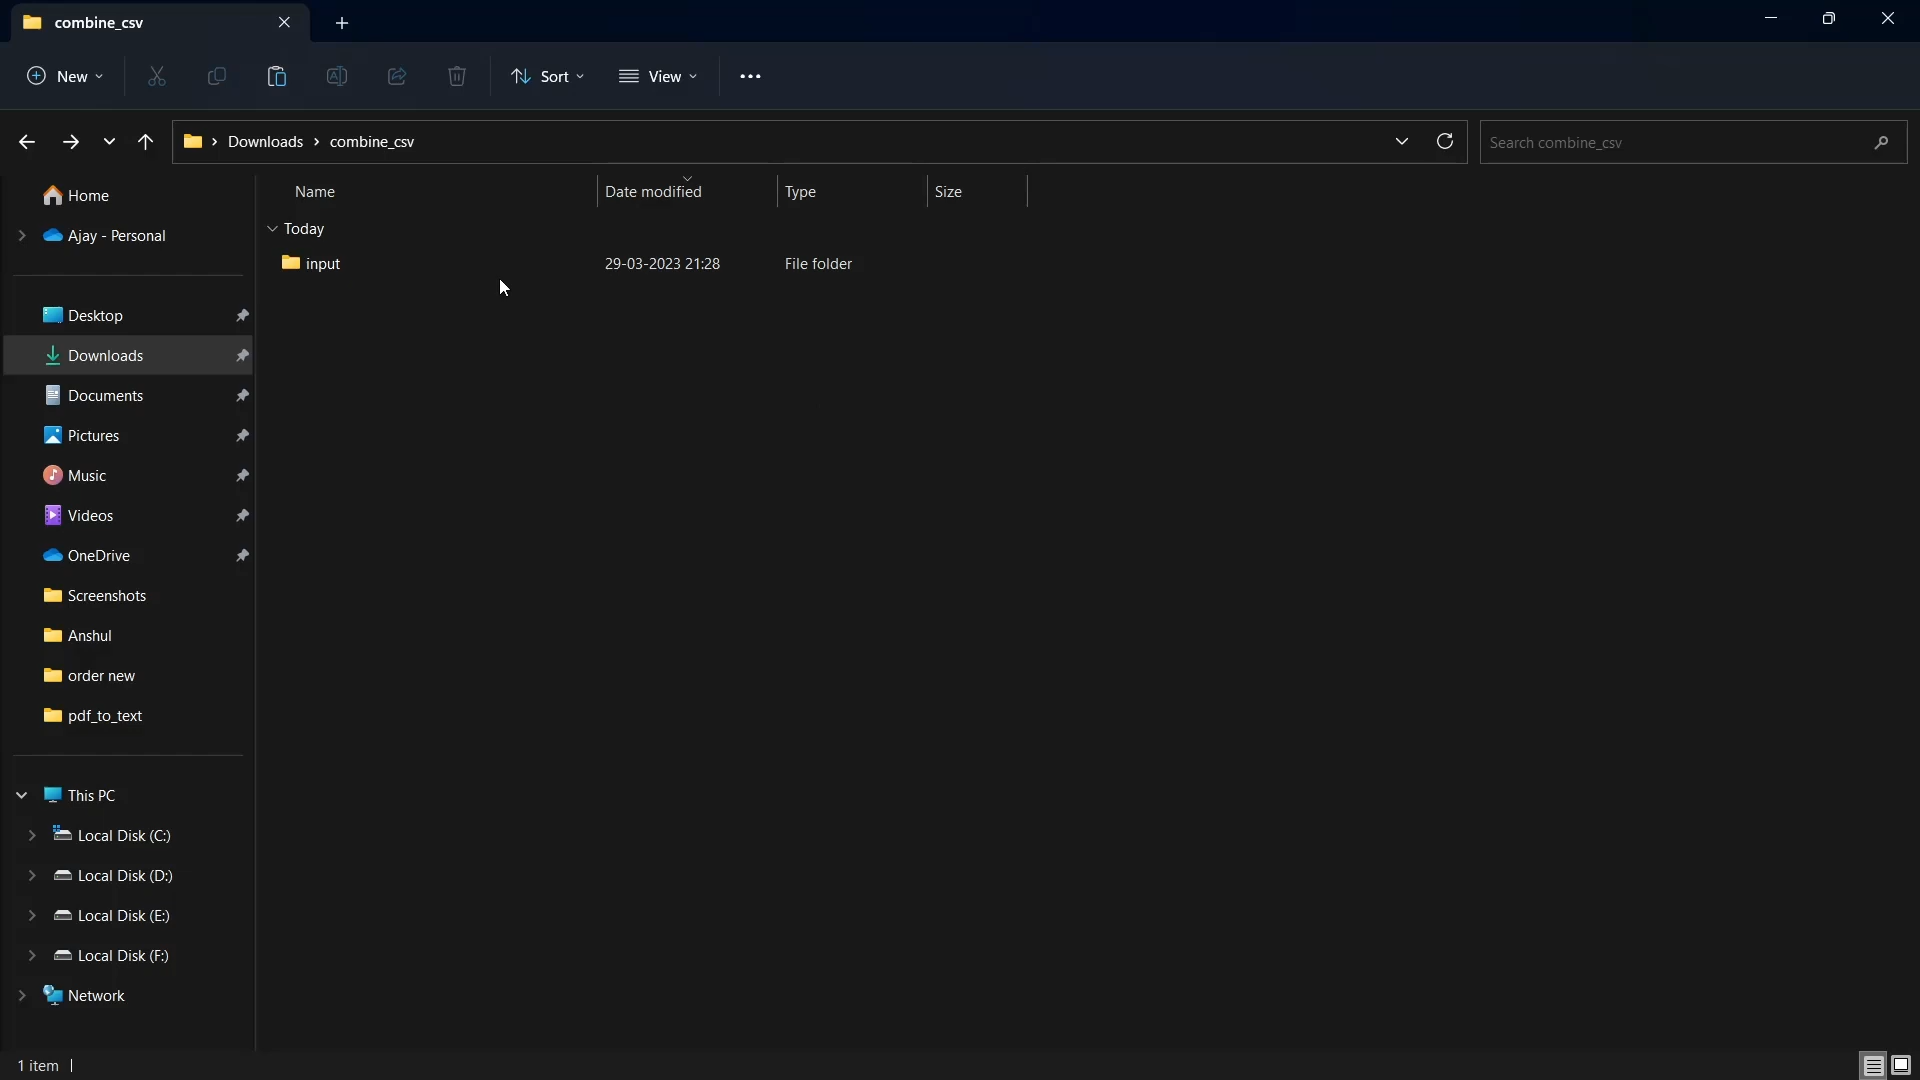 combine_csv
New
Sort
View
Downloads > combine_csv
Search combine_csv
Name Date modified Type Size
Today
input 29-03-2023 21:28 File folder
Home
Ajay - Personal
Desktop
Downloads
Documents
Pictures
Music
Videos
OneDrive
Screenshots
Anshul
order new
pdf_to_text
This PC
Local Disk (C:)
Local Disk (D:)
Local Disk (E:)
Local Disk (F:)
Network
1 item